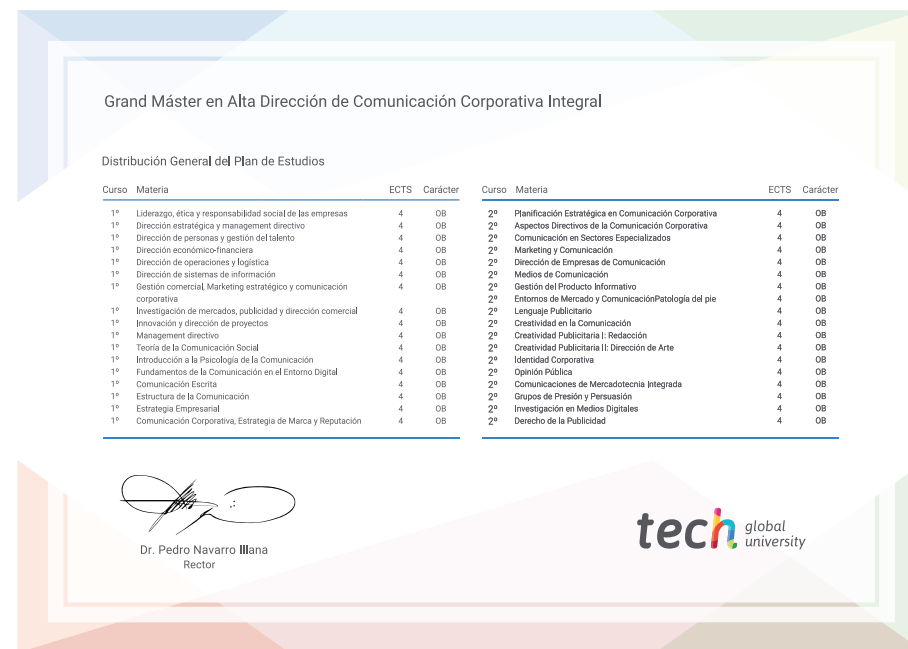 Grand Máster en Alta Dirección de Comunicación Corporativa Integral
Distribución General del Plan de Estudios
Curso Materia ECTS Carácter
1º Liderazgo, ética y responsabilidad social de las empresas 4 OB
1º Dirección estratégica y management directivo 4 OB
1º Dirección de personas y gestión del talento 4 OB
1º Dirección económico-financiera 4 OB
1º Dirección de operaciones y logística 4 OB
1º Dirección de sistemas de información 4 OB
1º Gestión comercial, Marketing estratégico y comunicación 4 OB
corporativa
1º Investigación de mercados, publicidad y dirección comercial 4 OB
1º Innovación y dirección de proyectos 4 OB
1º Management directivo 4 OB
1º Teoría de la Comunicación Social 4 OB
1º Introducción a la Psicología de la Comunicación 4 OB
1º Fundamentos de la Comunicación en el Entorno Digital 4 OB
1º Comunicación Escrita 4 OB
1º Estructura de la Comunicación 4 OB
1º Estrategia Empresarial 4 OB
1º Comunicación Corporativa, Estrategia de Marca y Reputación 4 OB
Curso Materia ECTS Carácter
2º Planificación Estratégica en Comunicación Corporativa 4 OB
2º Aspectos Directivos de la Comunicación Corporativa 4 OB
2º Comunicación en Sectores Especializados 4 OB
2º Marketing y Comunicación 4 OB
2º Dirección de Empresas de Comunicación 4 OB
2º Medios de Comunicación 4 OB
2º Gestión del Producto Informativo 4 OB
2º Entornos de Mercado y ComunicaciónPatología del pie 4 OB
2º Lenguaje Publicitario 4 OB
2º Creatividad en la Comunicación 4 OB
2º Creatividad Publicitaria I: Redacción 4 OB
2º Creatividad Publicitaria II: Dirección de Arte 4 OB
2º Identidad Corporativa 4 OB
2º Opinión Pública 4 OB
2º Comunicaciones de Mercadotecnia Integrada 4 OB
2º Grupos de Presión y Persuasión 4 OB
2º Investigación en Medios Digitales 4 OB
2º Derecho de la Publicidad 4 OB
Dr. Pedro Navarro Illana
Rector
tech global
university